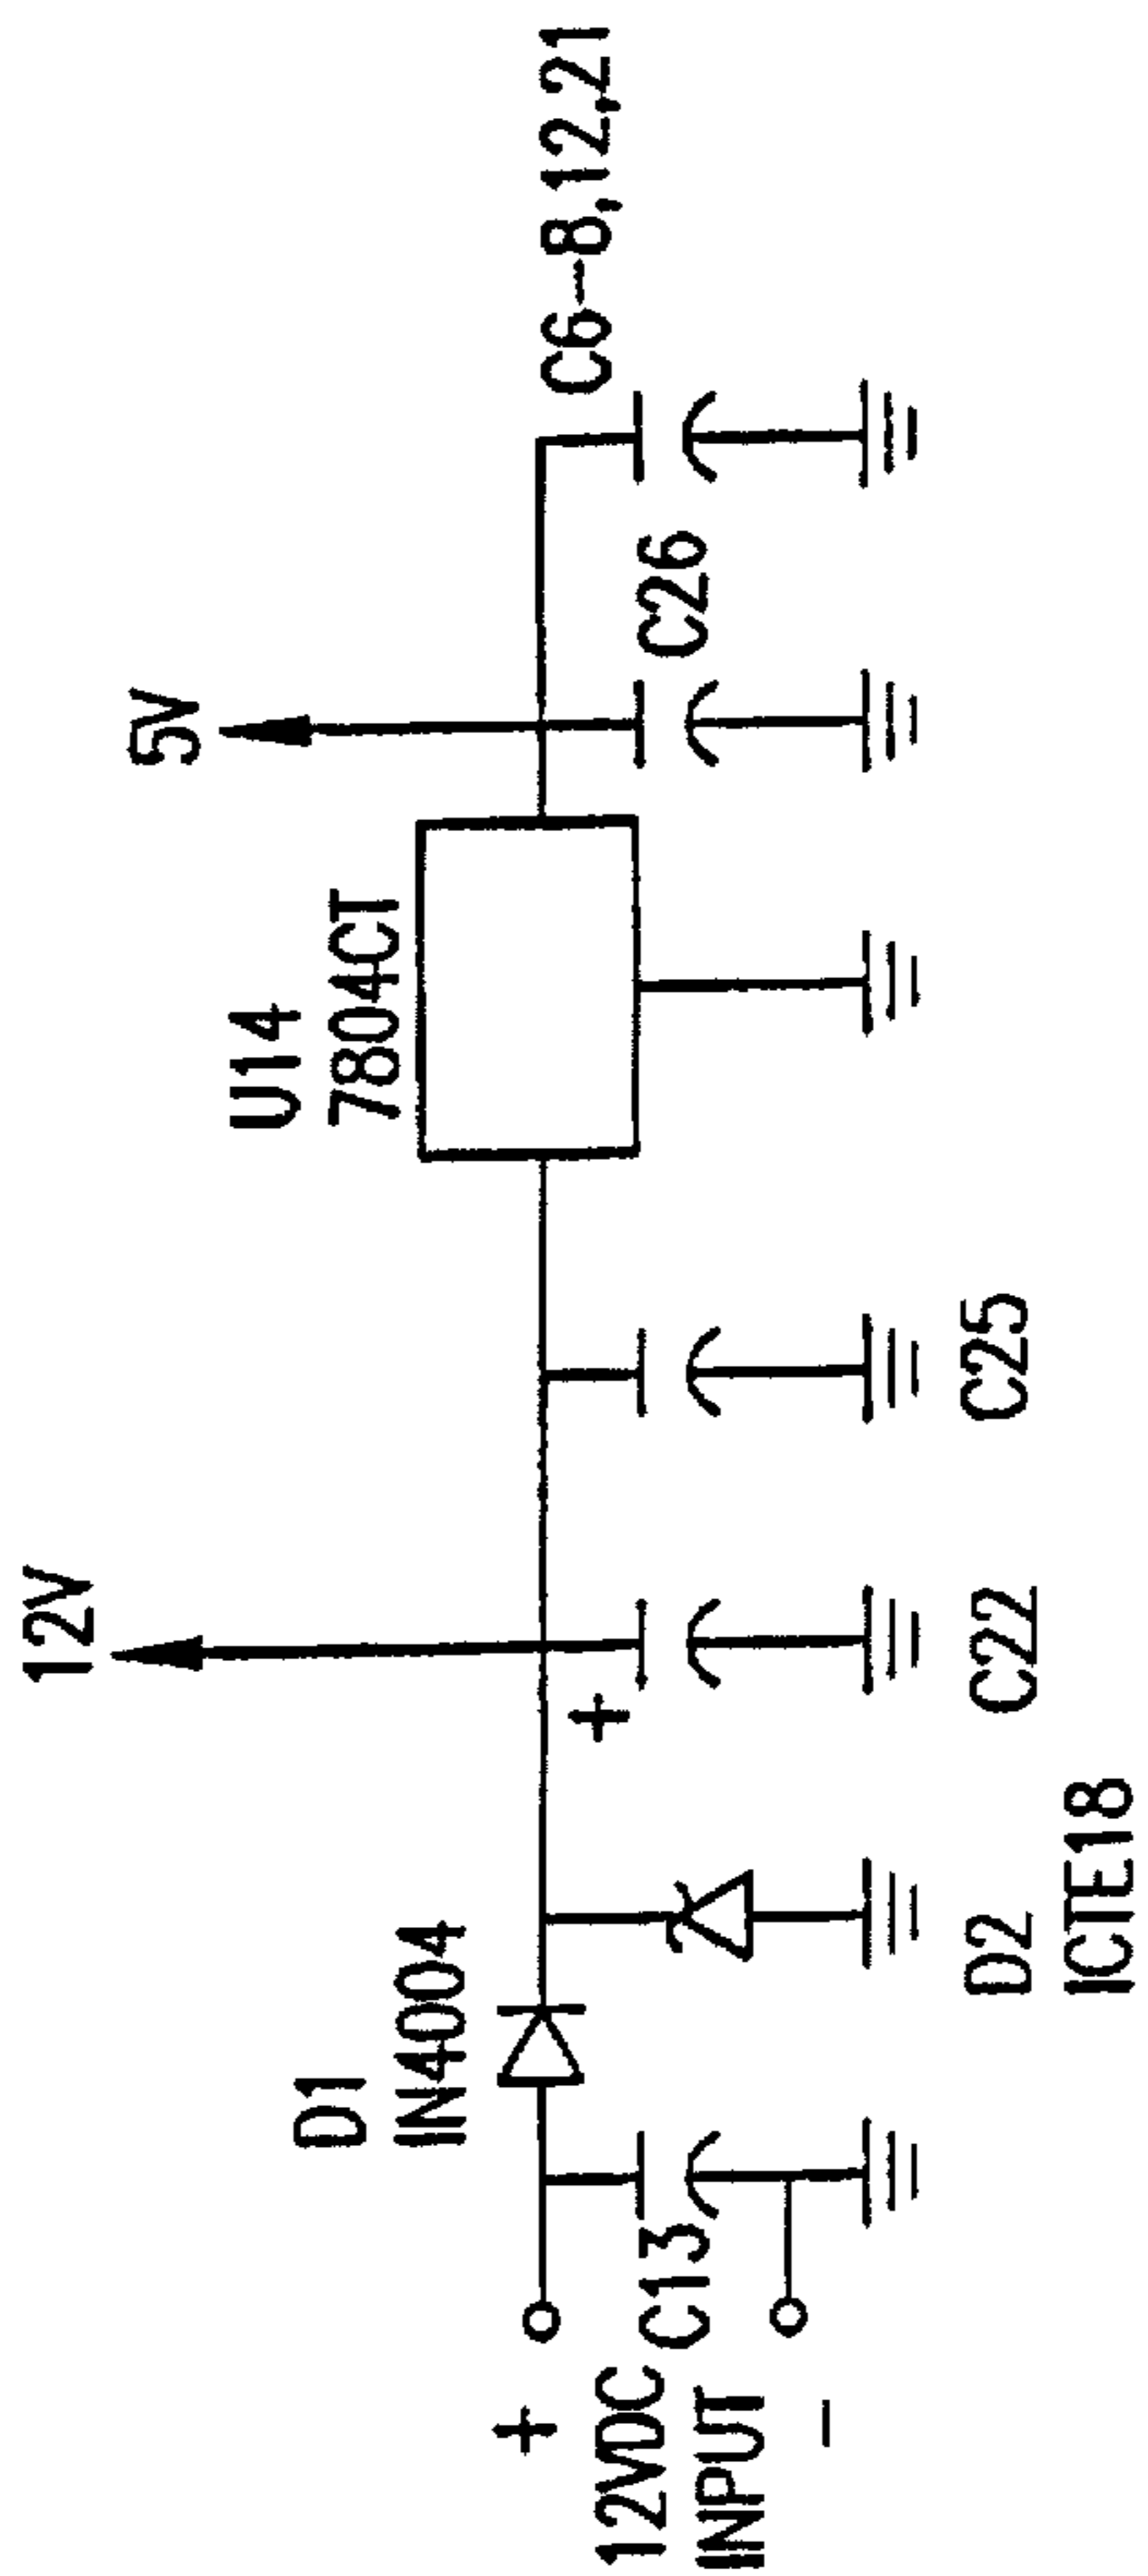 12V
5V
U14
7804CT
D1
IN4004
C6-8,12,21
C26
+
+
12VDC
INPUT
-
C13
D2
ICTE18
C22
C25